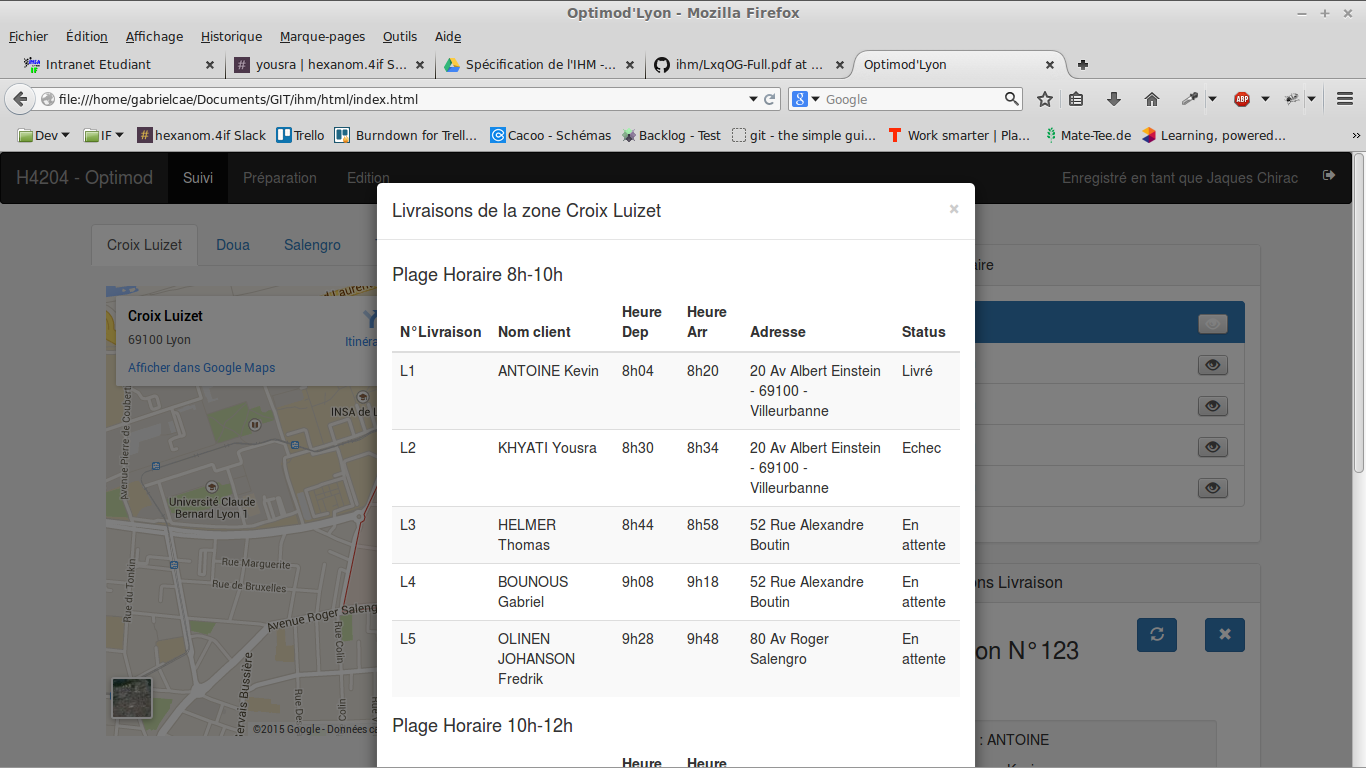 Optimod'Lyon - Mozilla Firefox
Fichier Édition Affichage Historique Marque-pages Outils Aide
Intranet Etudiant
yousra | hexanom.4if S...
Spécification de l'IHM -...
ihm/LxqOG-Full.pdf at ...
Optimod'Lyon
file:///home/gabrielcae/Documents/GIT/ihm/html/index.html
Google
ABP
Dev IF hexanom.4if Slack Trello Burndown for Trell... Cacoo - Schémas Backlog - Test git - the simple gui... Work smarter | Pla... Mate-Tee.de Learning, powered... »
H4204 - Optimod Suivi Préparation Edition Enregistré en tant que Jaques Chirac
Croix Luizet Doua Salengro
Croix Luizet
69100 Lyon
Itinéra
Afficher dans Google Maps
Avenue Pierre de Coubert
INSA de L
Université Claude
Bernard Lyon 1
Rue du Tonkin
Rue Marguerite
Rue de Bruxelles
Avenue Roger Saleng
Rue Colin
Rue Colin
Rue De
ervais Bussière
©2015 Google - Données ca
Livraisons de la zone Croix Luizet ×
Plage Horaire 8h-10h
N°Livraison Nom client Heure Dep Heure Arr Adresse Status
L1 ANTOINE Kevin 8h04 8h20 20 Av Albert Einstein - 69100 - Villeurbanne Livré
L2 KHYATI Yousra 8h30 8h34 20 Av Albert Einstein - 69100 - Villeurbanne Echec
L3 HELMER Thomas 8h44 8h58 52 Rue Alexandre Boutin En attente
L4 BOUNOUS Gabriel 9h08 9h18 52 Rue Alexandre Boutin En attente
L5 OLINEN JOHANSON Fredrik 9h28 9h48 80 Av Roger Salengro En attente
Plage Horaire 10h-12h
Heure Heure
aire
ons Livraison
on N°123
: ANTOINE